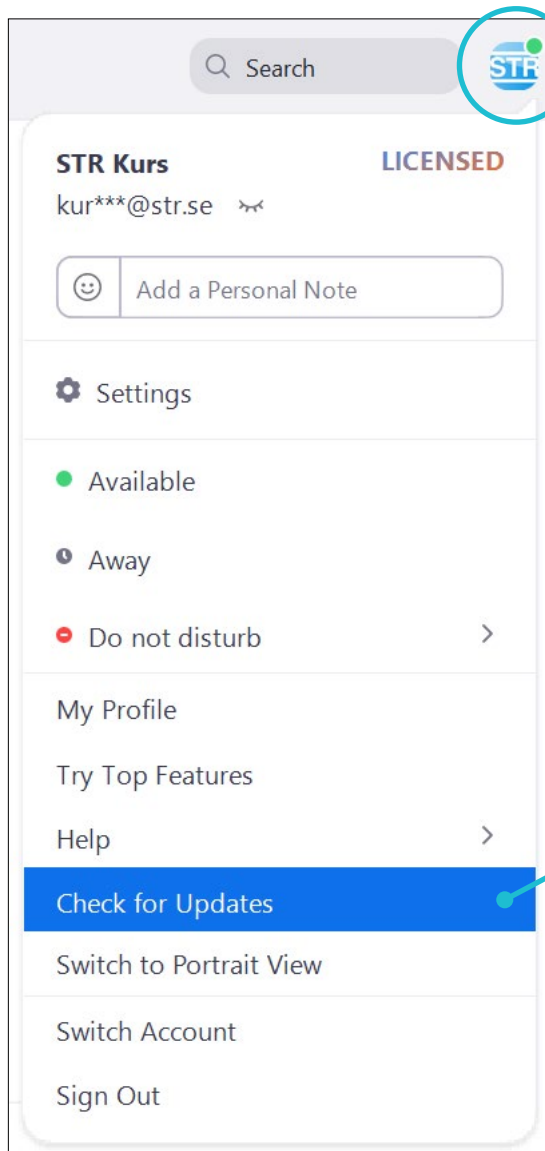 Search
STR
STR Kurs LICENSED
kur***@str.se
Add a Personal Note
Settings
Available
Away
Do not disturb
My Profile
Try Top Features
Help
Check for Updates
Switch to Portrait View
Switch Account
Sign Out